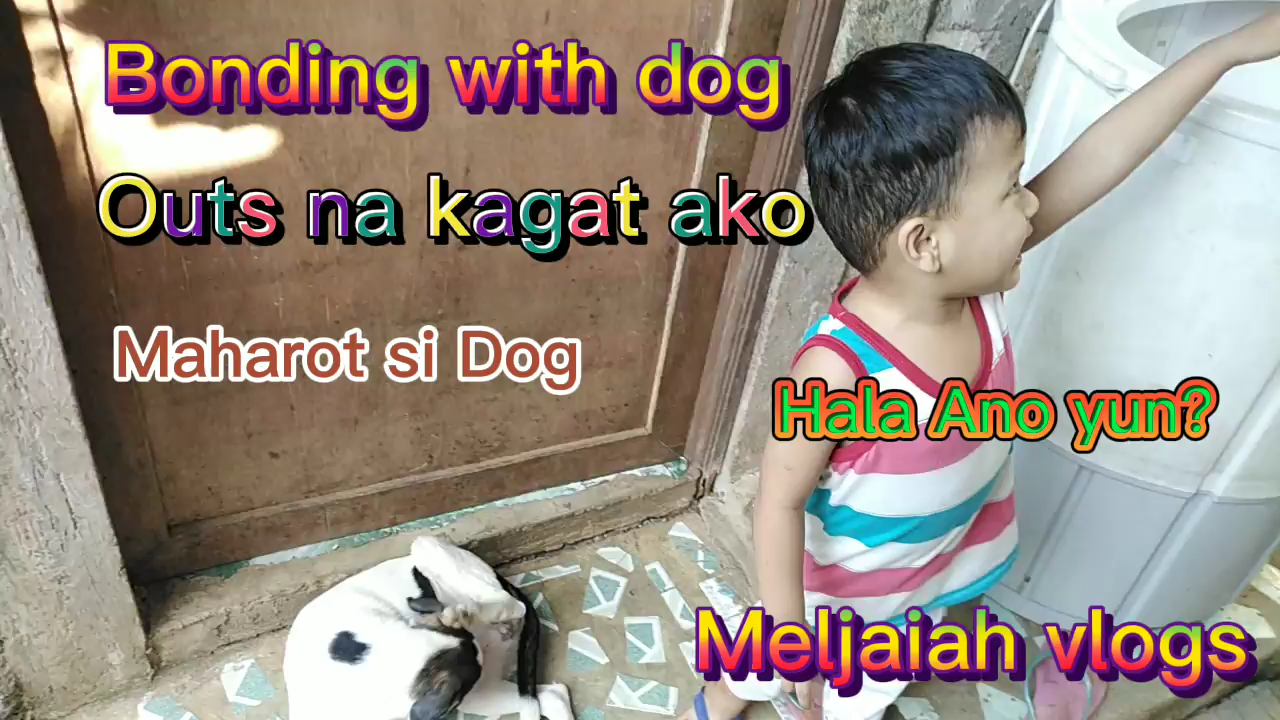 Bonding with dog
Outs na kagat ako
Maharot si Dog
Hala Ano yun?
Meljaiah vlogs